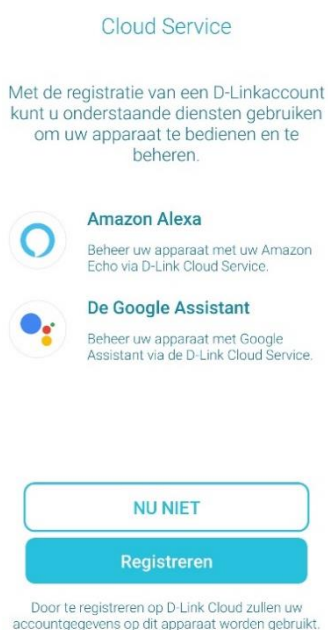 Cloud Service
Met de registratie van een D-Linkaccount
kunt u onderstaande diensten gebruiken
om uw apparaat te bedienen en te
beheren.
Amazon Alexa
Beheer uw apparaat met uw Amazon
Echo via D-Link Cloud Service.
De Google Assistant
Beheer uw apparaat met Google
Assistant via de D-Link Cloud Service.
NU NIET
Registreren
Door te registreren op D-Link Cloud zullen uw
accountgegevens op dit apparaat worden gebruikt.